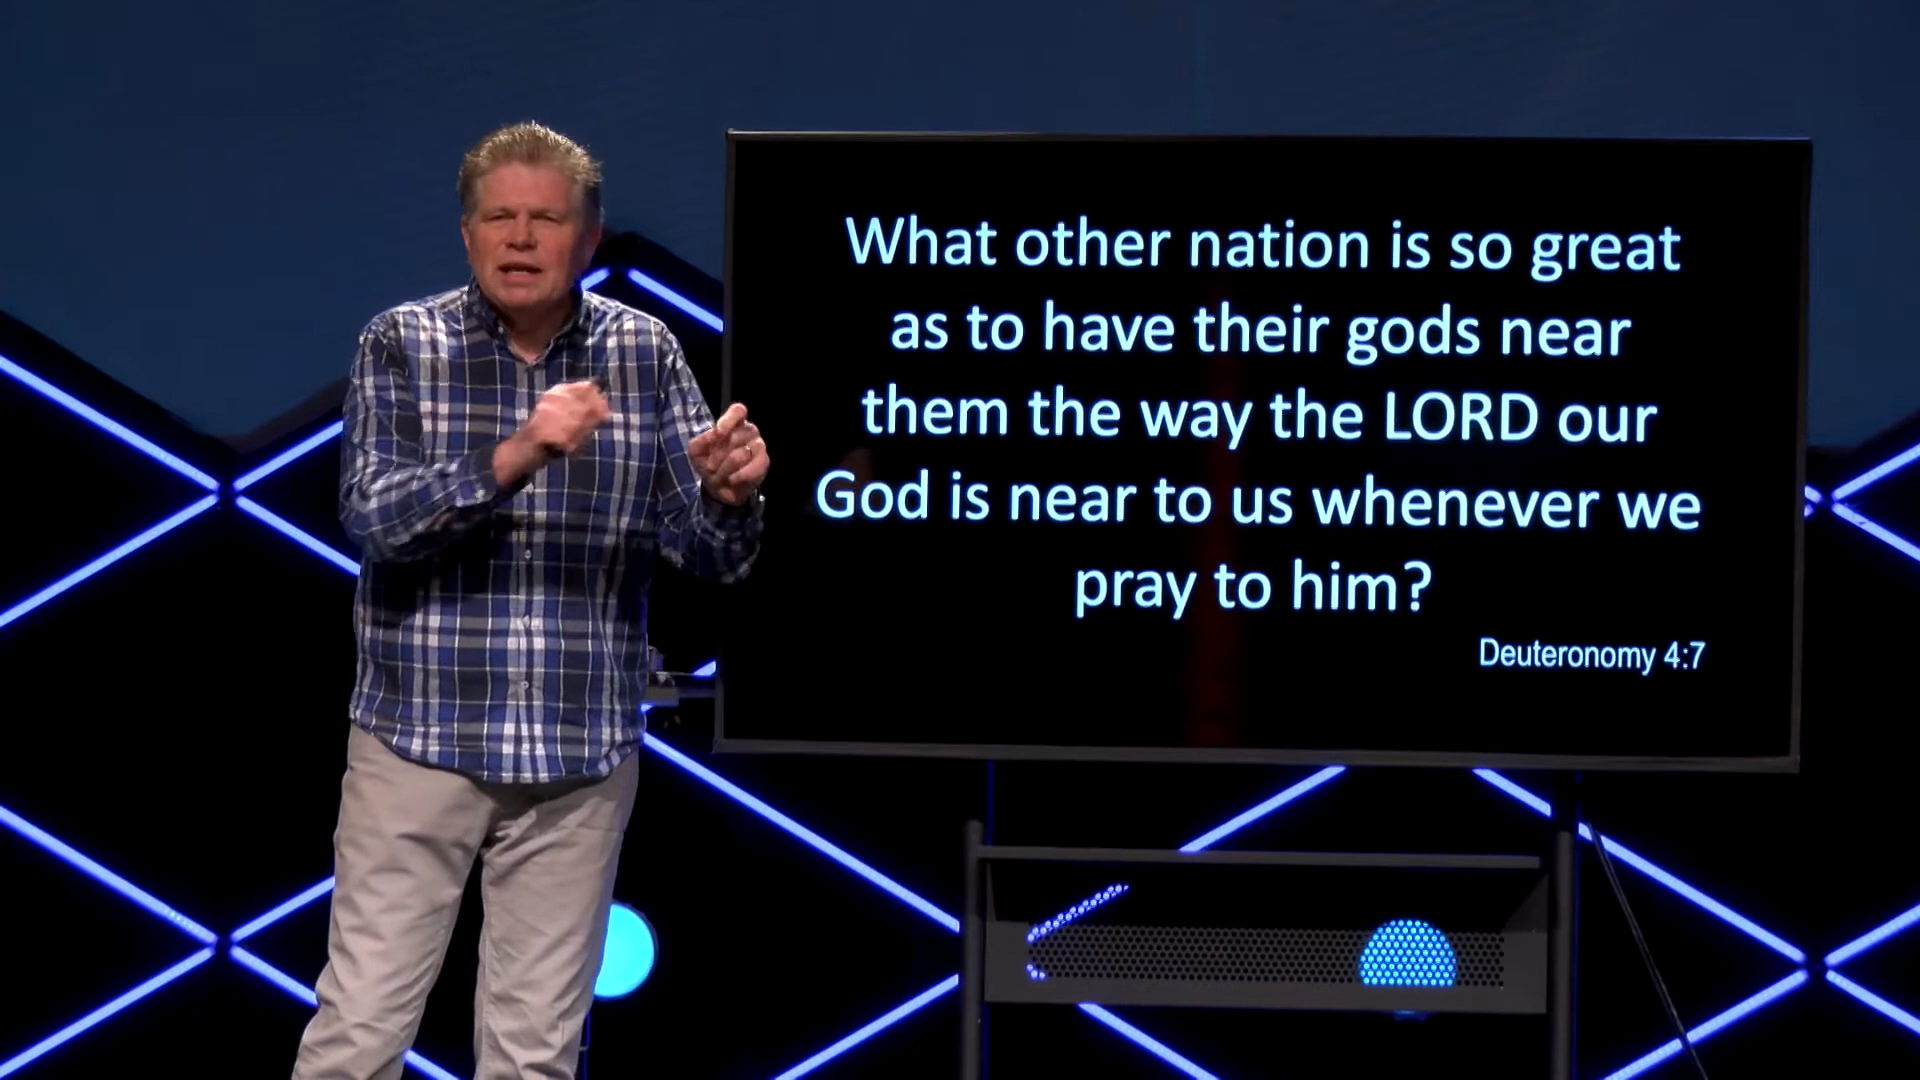 What other nation is so great
as to have their gods near
them the way the LORD our
God is near to us whenever we
pray to him?
Deuteronomy 4:7